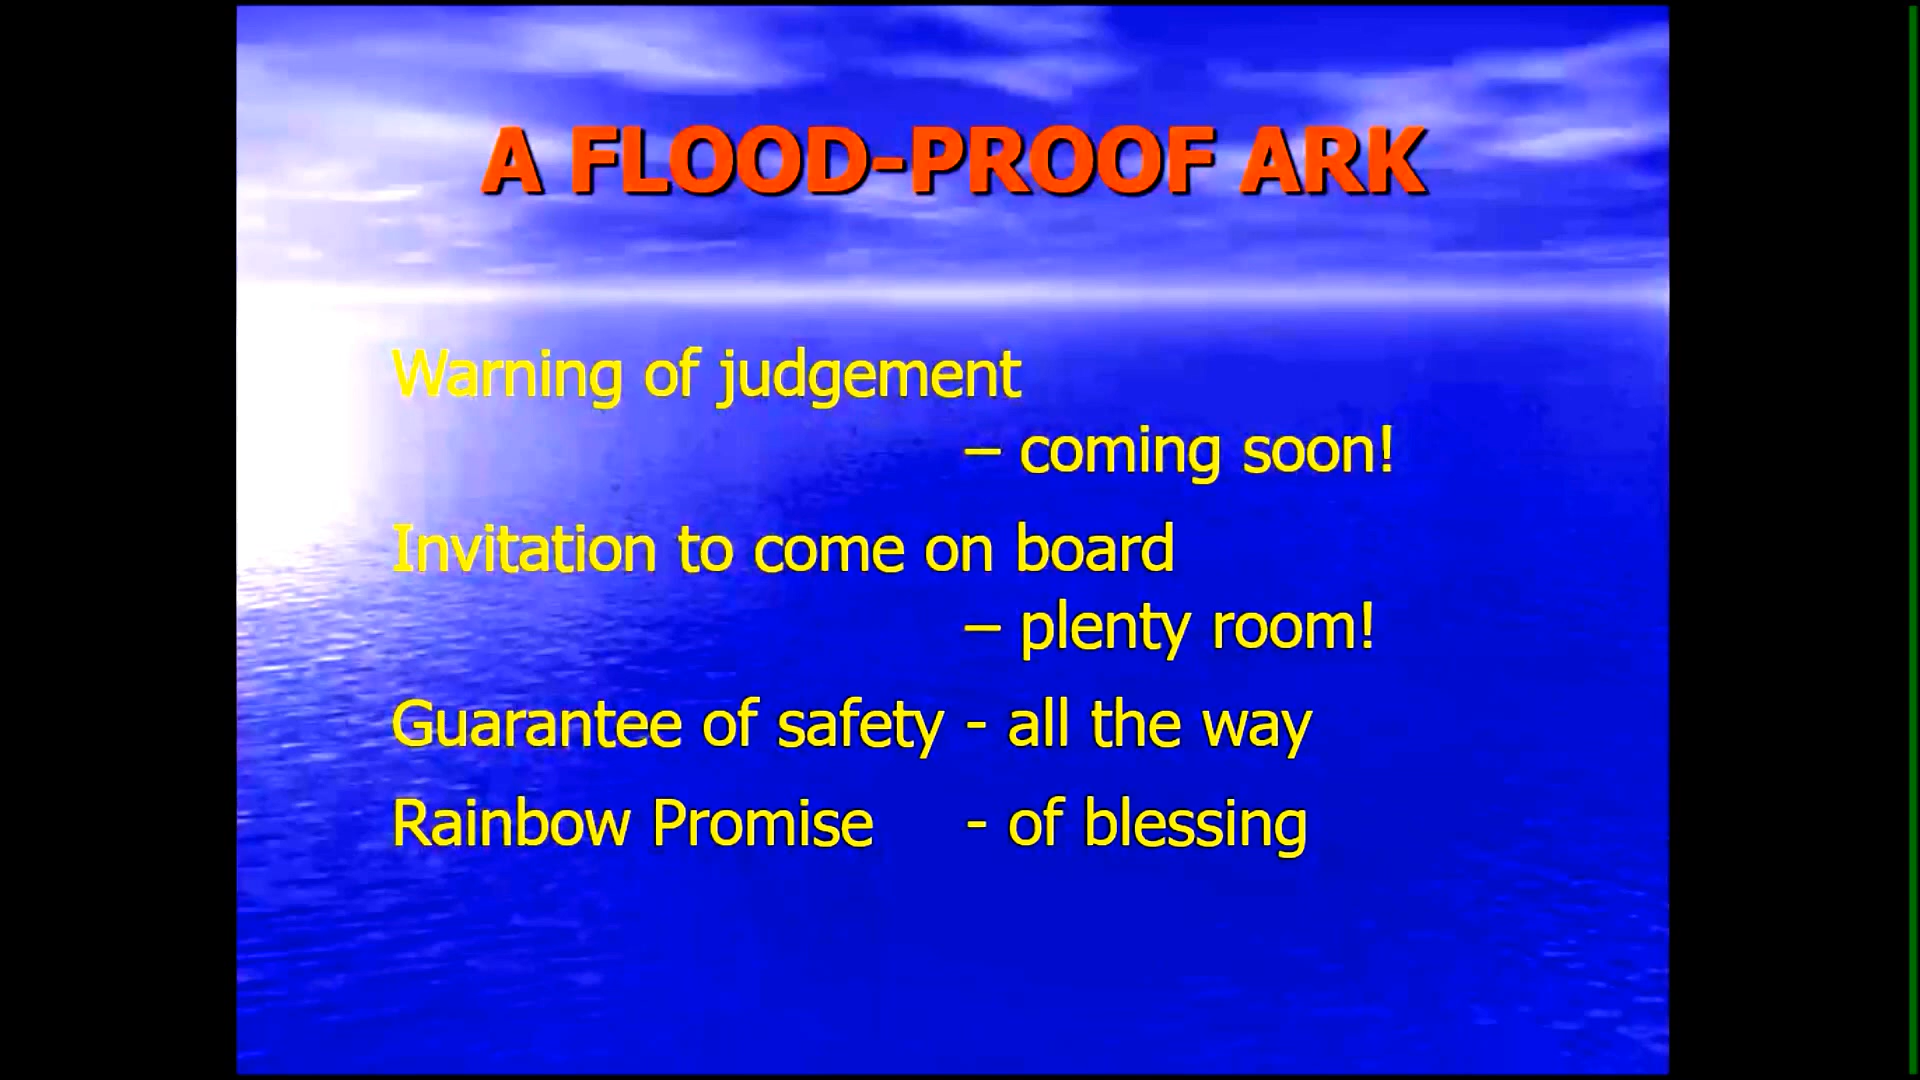 A FLOOD-PROOF ARK
Warning of judgement
– coming soon!
Invitation to come on board
– plenty room!
Guarantee of safety - all the way
Rainbow Promise - of blessing